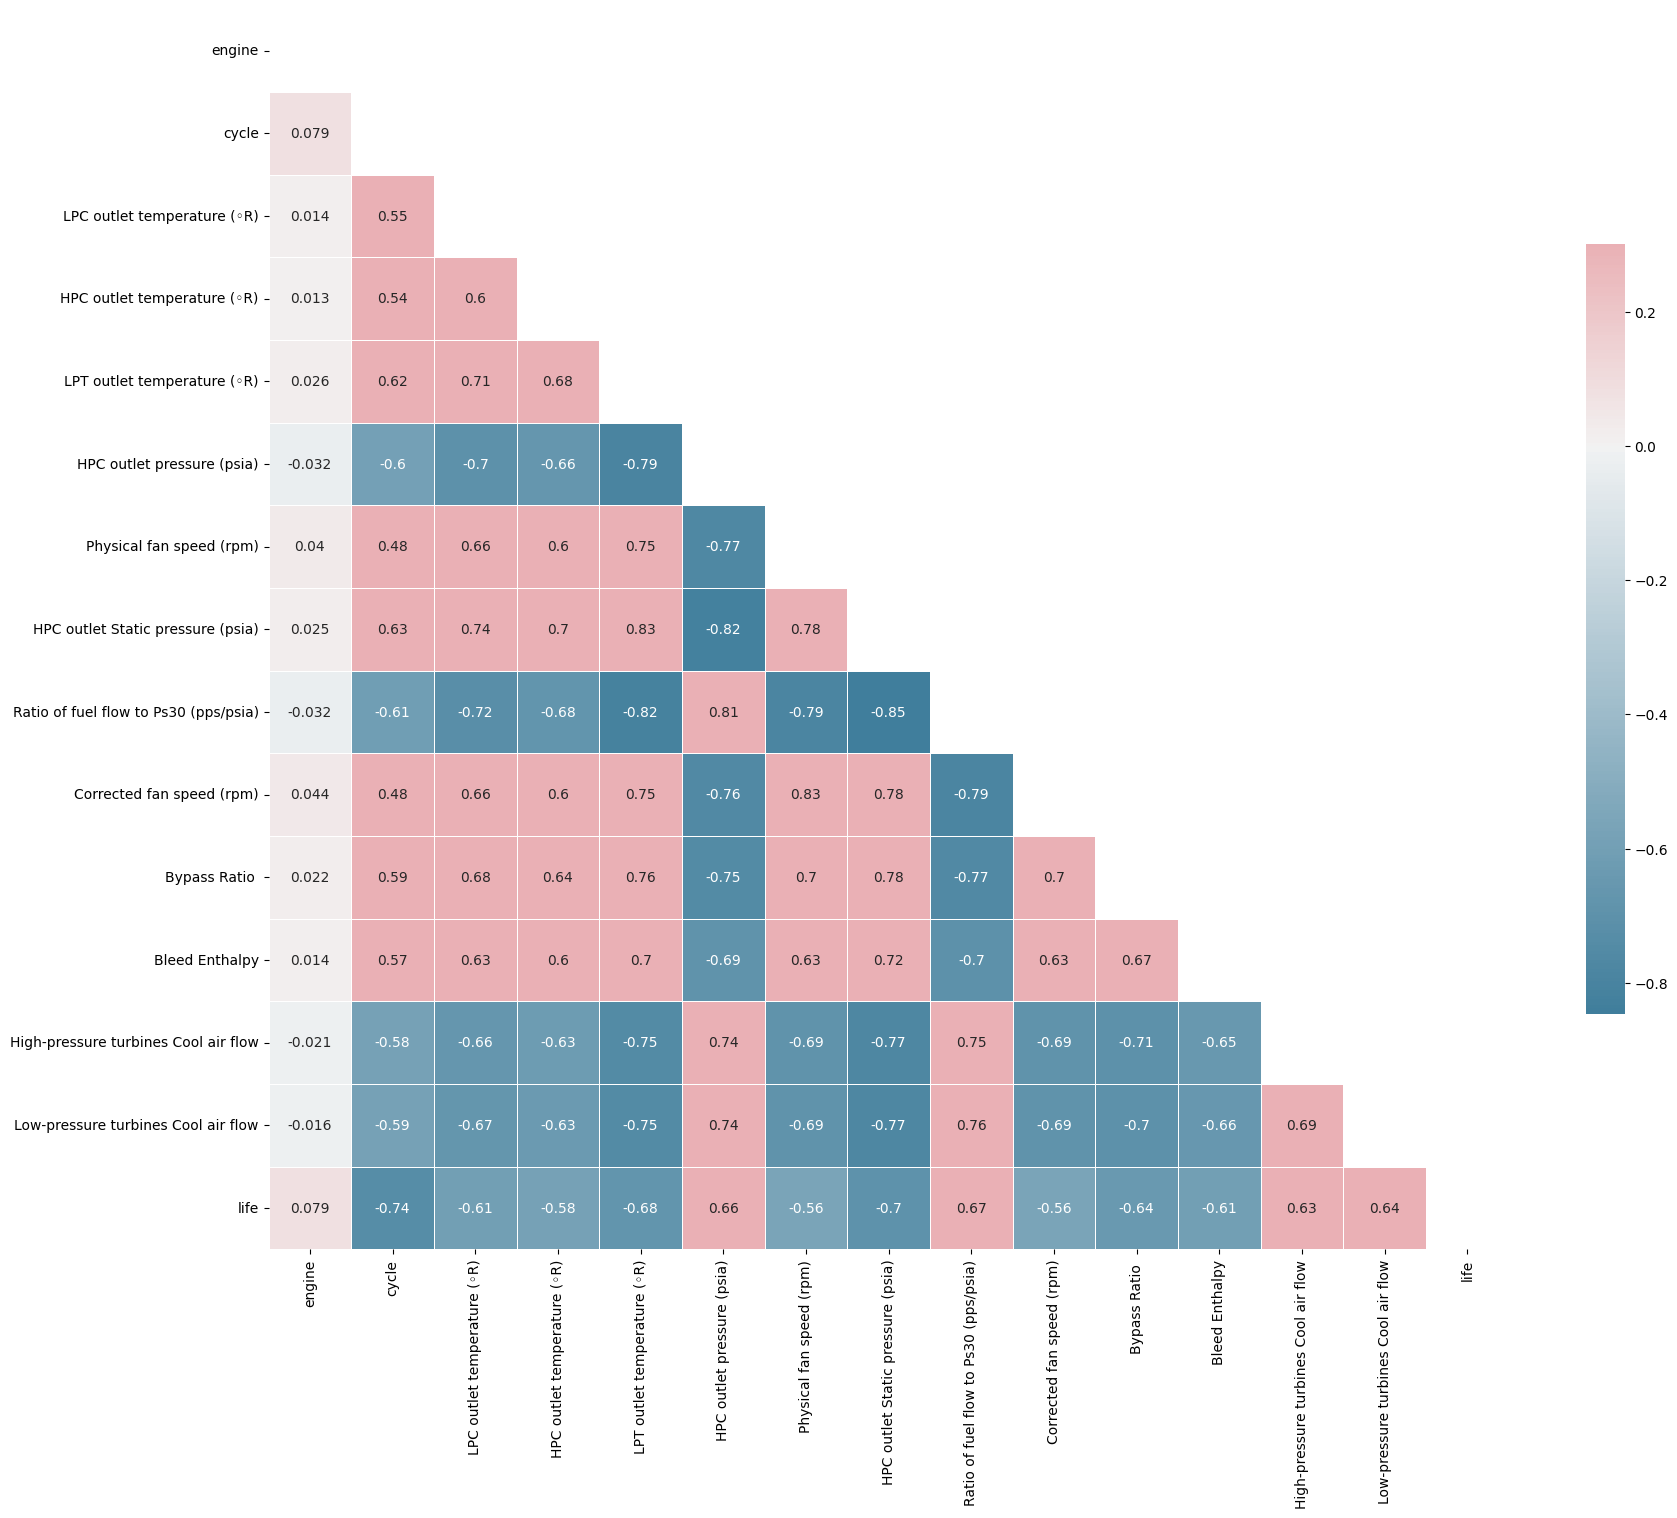 engine
cycle 0.079
LPC outlet temperature (◦R) 0.014 0.55
0.2
HPC outlet temperature (◦R) 0.013 0.54 0.6
LPT outlet temperature (◦R) 0.026 0.62 0.71 0.68
0.0
HPC outlet pressure (psia) -0.032 -0.6 -0.7 -0.66 -0.79
Physical fan speed (rpm) 0.04 0.48 0.66 0.6 0.75 -0.77
−0.2
HPC outlet Static pressure (psia) 0.025 0.63 0.74 0.7 0.83 -0.82 0.78
Ratio of fuel flow to Ps30 (pps/psia) -0.032 -0.61 -0.72 -0.68 -0.82 0.81 -0.79 -0.85
−0.4
Corrected fan speed (rpm) 0.044 0.48 0.66 0.6 0.75 -0.76 0.83 0.78 -0.79
−0.6
Bypass Ratio 0.022 0.59 0.68 0.64 0.76 -0.75 0.7 0.78 -0.77 0.7
Bleed Enthalpy 0.014 0.57 0.63 0.6 0.7 -0.69 0.63 0.72 -0.7 0.63 0.67
−0.8
High-pressure turbines Cool air flow -0.021 -0.58 -0.66 -0.63 -0.75 0.74 -0.69 -0.77 0.75 -0.69 -0.71 -0.65
Low-pressure turbines Cool air flow -0.016 -0.59 -0.67 -0.63 -0.75 0.74 -0.69 -0.77 0.76 -0.69 -0.7 -0.66 0.69
life 0.079 -0.74 -0.61 -0.58 -0.68 0.66 -0.56 -0.7 0.67 -0.56 -0.64 -0.61 0.63 0.64
engine
cycle
LPC outlet temperature (◦R)
HPC outlet temperature (◦R)
LPT outlet temperature (◦R)
HPC outlet pressure (psia)
Physical fan speed (rpm)
HPC outlet Static pressure (psia)
Ratio of fuel flow to Ps30 (pps/psia)
Corrected fan speed (rpm)
Bypass Ratio
Bleed Enthalpy
High-pressure turbines Cool air flow
Low-pressure turbines Cool air flow
life